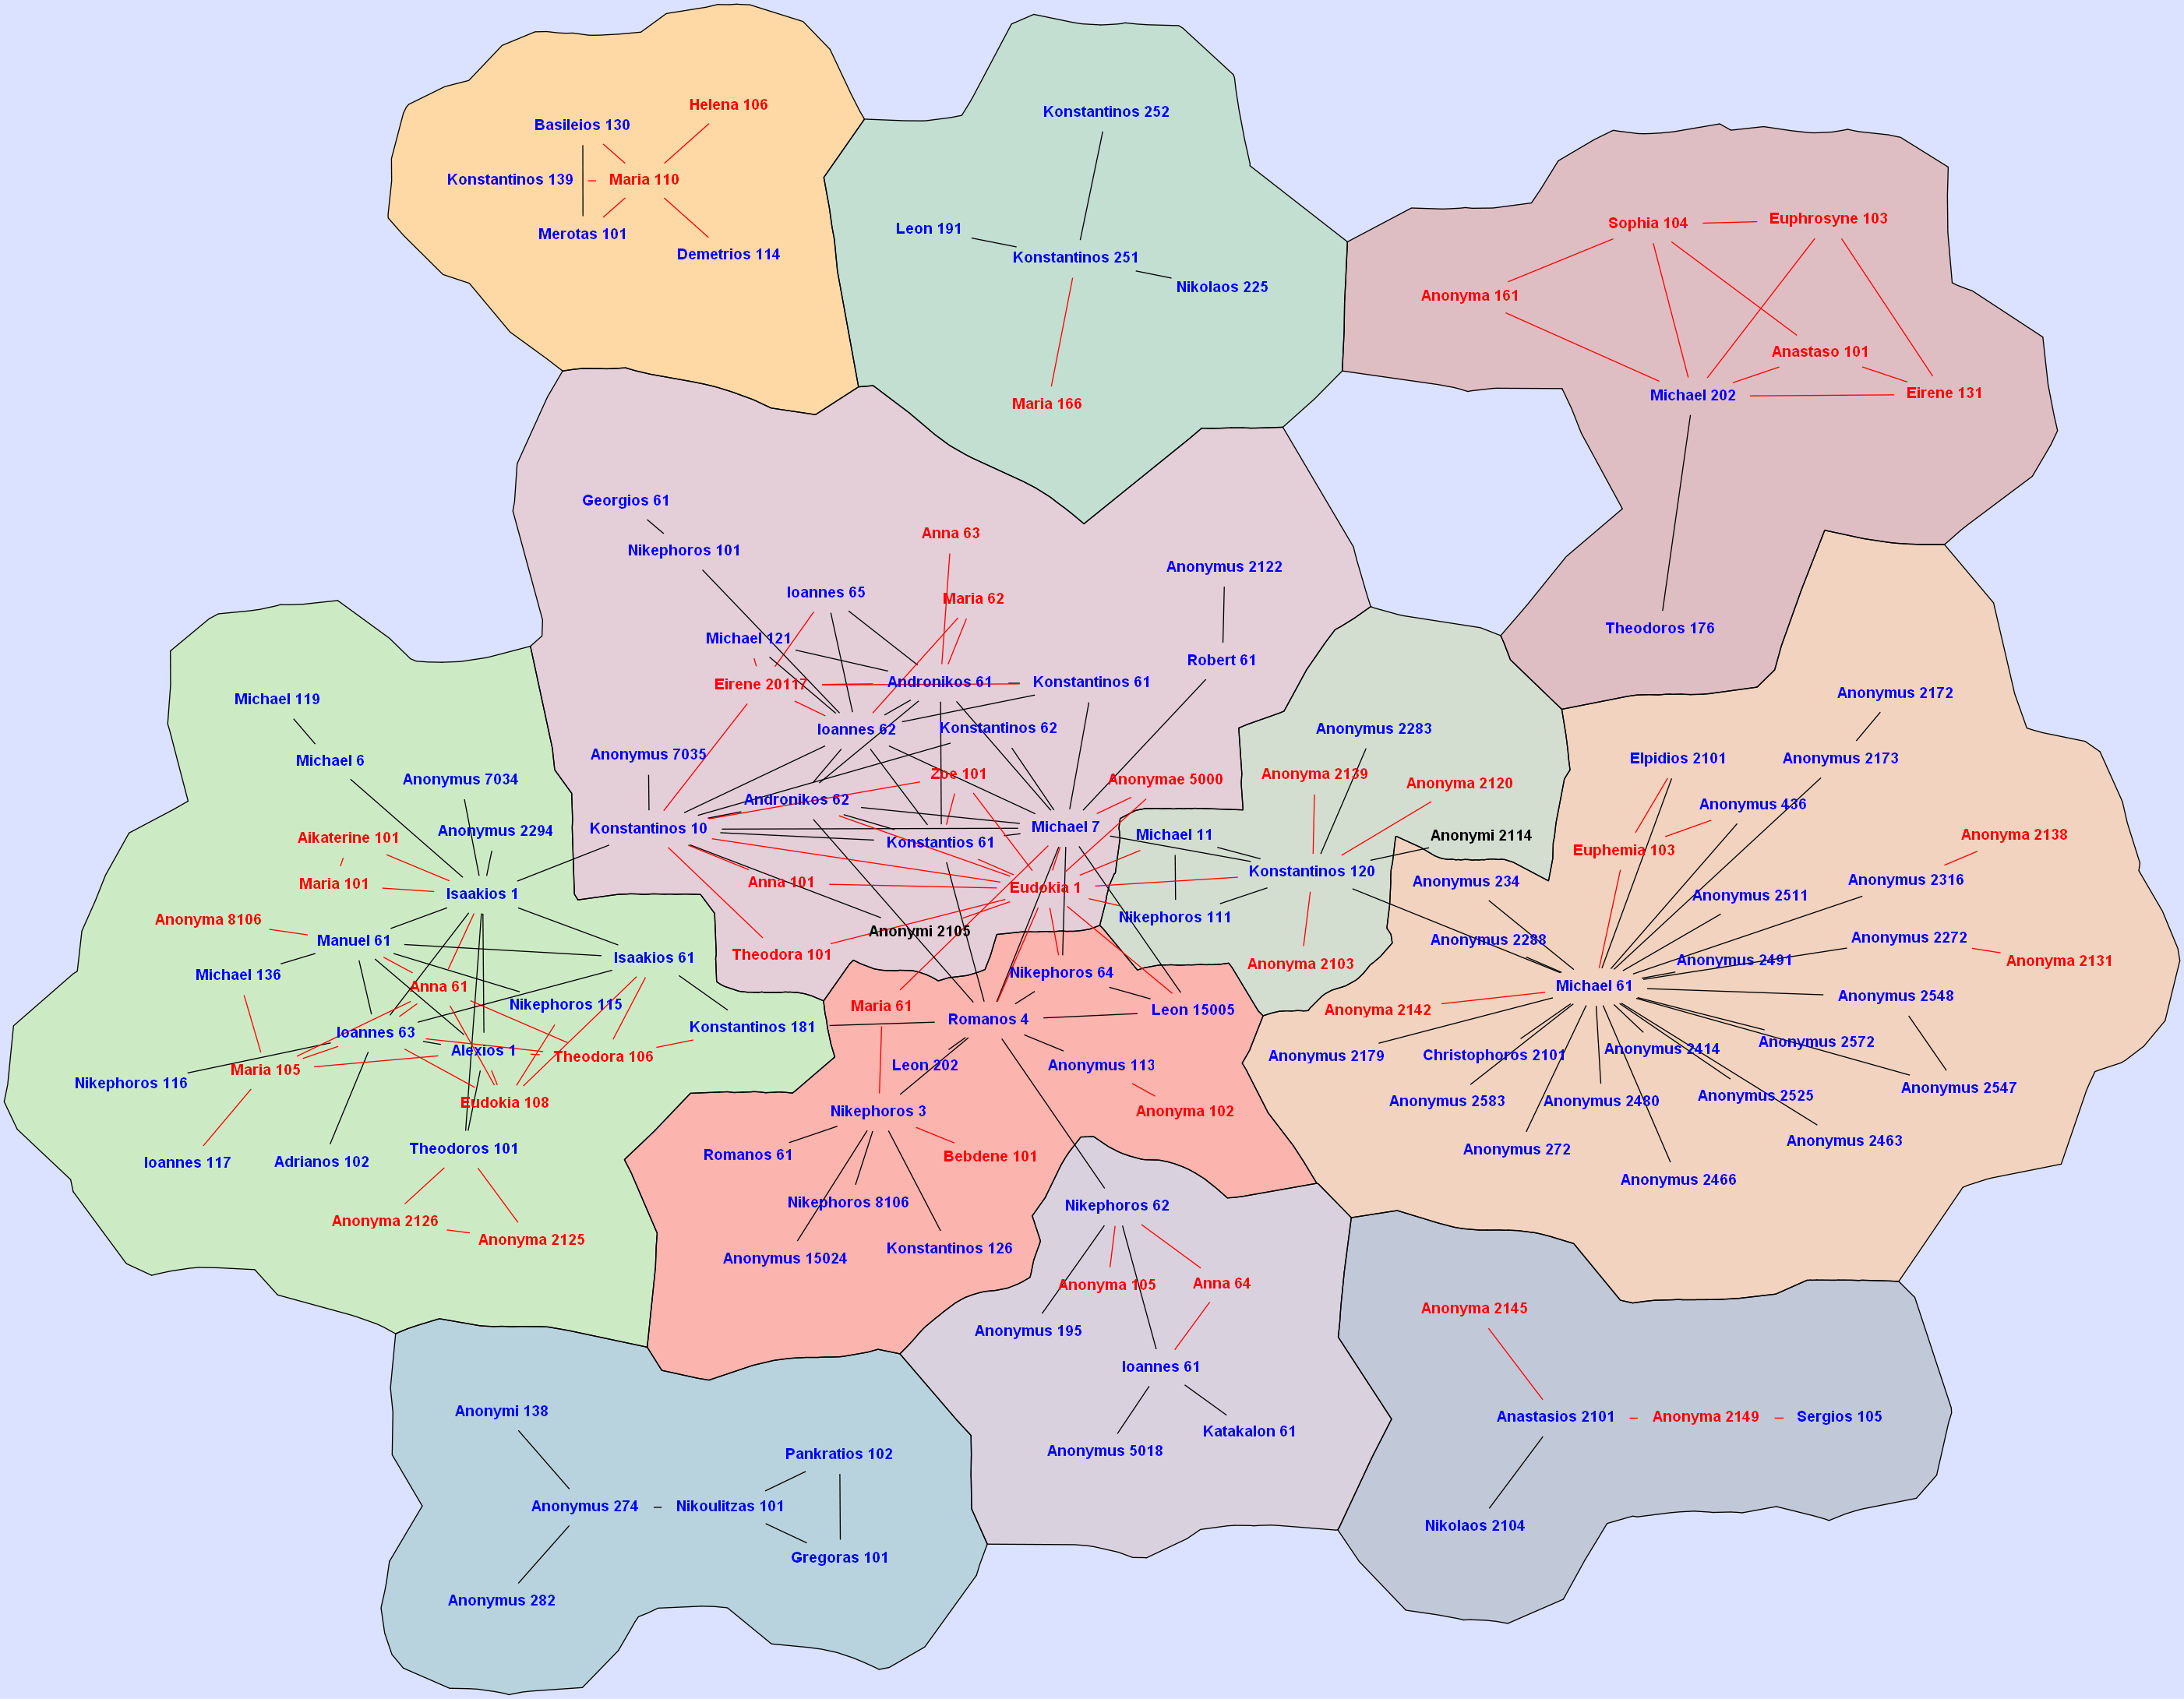 Helena 106
Basileios 130
Konstantinos 139
Maria 110
Merotas 101
Demetrios 114
Konstantinos 252
Leon 191
Konstantinos 251
Nikolaos 225
Maria 166
Sophia 104
Euphrosyne 103
Anonyma 161
Anastaso 101
Michael 202
Eirene 131
Theodoros 176
Georgios 61
Nikephoros 101
Anna 63
Anonymus 2122
Ioannes 65
Maria 62
Michael 121
Robert 61
Eirene 20117
Andronikos 61
Konstantinos 61
Ioannes 62
Konstantinos 62
Anonymus 7035
Zoe 101
Anonymae 5000
Andronikos 62
Konstantinos 10
Michael 7
Konstantios 61
Anna 101
Eudokia 1
Anonymi 2105
Theodora 101
Anonymus 2283
Anonyma 2139
Anonyma 2120
Michael 11
Anonymi 2114
Konstantinos 120
Nikephoros 111
Anonyma 2103
Michael 119
Michael 6
Anonymus 7034
Anonymus 2294
Aikaterine 101
Maria 101
Isaakios 1
Anonyma 8106
Manuel 61
Isaakios 61
Michael 136
Anna 61
Nikephoros 115
Konstantinos 181
Ioannes 63
Alexios 1
Theodora 106
Maria 105
Nikephoros 116
Eudokia 108
Theodoros 101
Ioannes 117
Adrianos 102
Anonyma 2126
Anonyma 2125
Nikephoros 64
Maria 61
Romanos 4
Leon 15005
Leon 202
Anonymus 113
Nikephoros 3
Anonyma 102
Romanos 61
Bebdene 101
Nikephoros 8106
Konstantinos 126
Anonymus 15024
Anonymus 2172
Elpidios 2101
Anonymus 2173
Anonymus 436
Anonyma 2138
Euphemia 103
Anonymus 234
Anonymus 2316
Anonymus 2511
Anonymus 2288
Anonymus 2272
Anonymus 2491
Anonyma 2131
Michael 61
Anonymus 2548
Anonyma 2142
Anonymus 2179
Christophoros 2101
Anonymus 2414
Anonymus 2572
Anonymus 2547
Anonymus 2583
Anonymus 2480
Anonymus 2525
Anonymus 272
Anonymus 2463
Anonymus 2466
Nikephoros 62
Anonyma 105
Anna 64
Anonymus 195
Ioannes 61
Katakalon 61
Anonymus 5018
Anonyma 2145
Anastasios 2101
Anonyma 2149
Sergios 105
Nikolaos 2104
Anonymi 138
Pankratios 102
Anonymus 274
Nikoulitzas 101
Gregoras 101
Anonymus 282